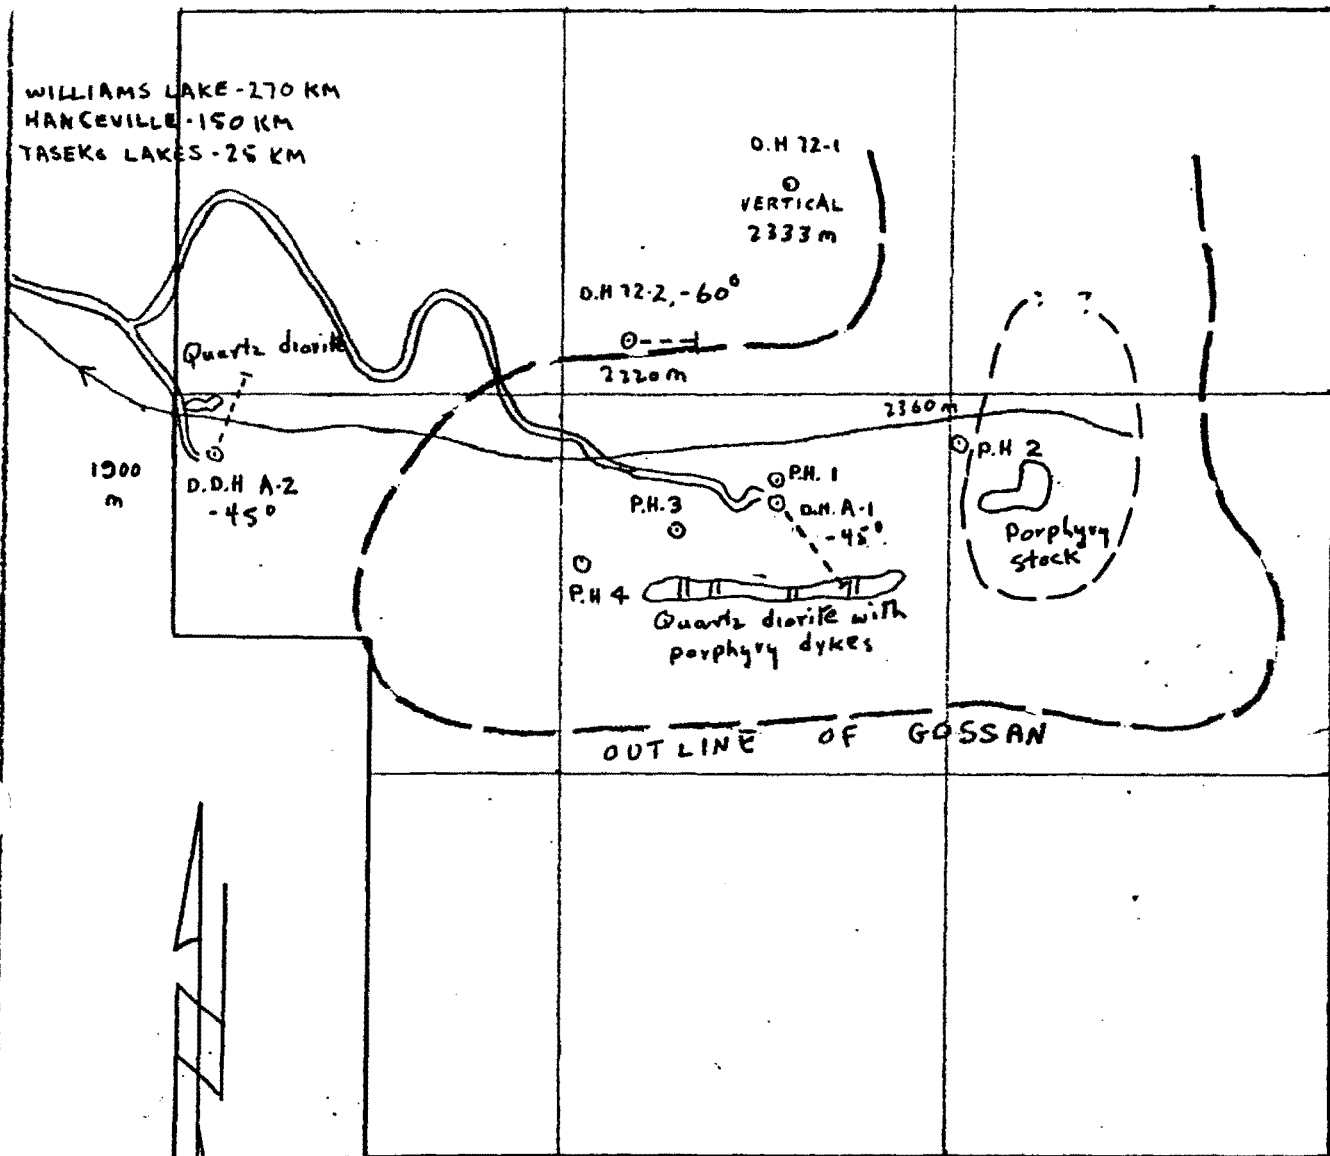 WILLIAMS LAKE - 270 KM
HANCEVILLE - 150 KM
TASEKO LAKES - 25 KM
D.H 72-1
VERTICAL
2333 m
D.H 72-2, -60°
2220 m
Quartz diorite
2360 m
1900
m
D.D.H A-2
-45°
P.H. 1
P.H 2
P.H. 3
D.H. A-1
-45°
P.H 4
Porphyry
stock
Quartz diorite with
porphyry dykes
OUTLINE OF GOSSAN
? ?